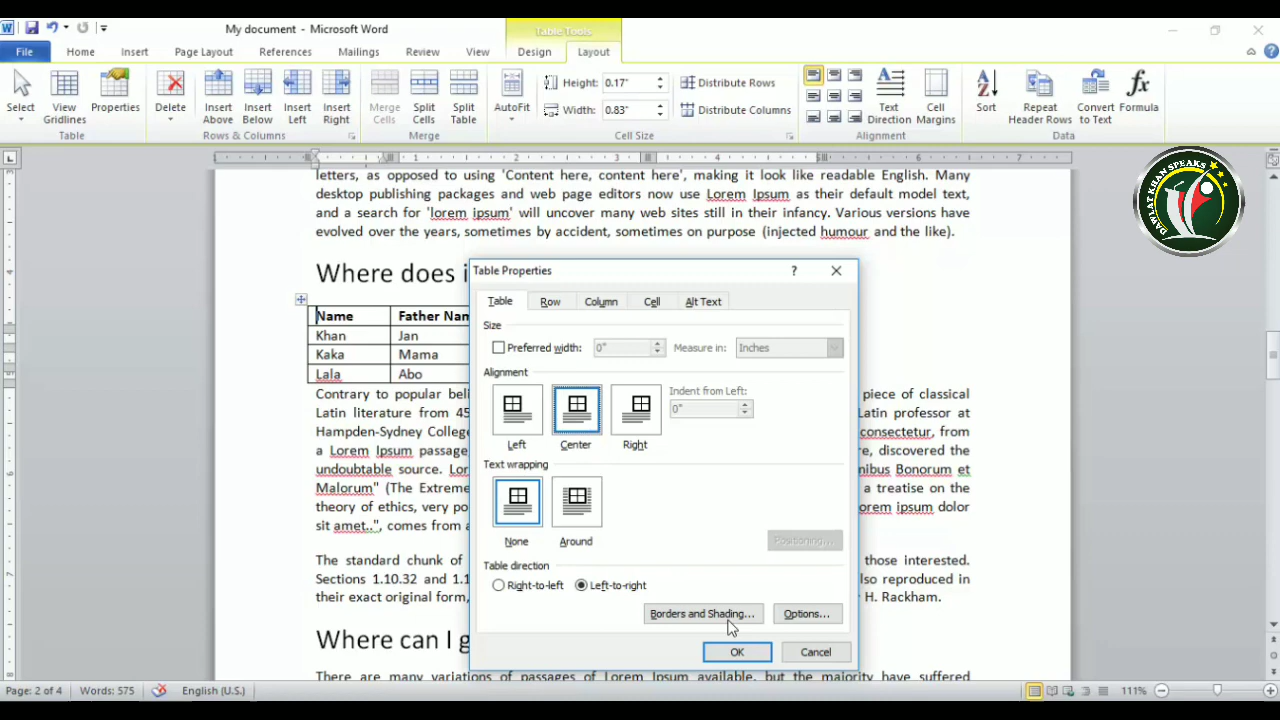 My document - Microsoft Word
Table Tools
File Home Insert Page Layout References Mailings Review View Design Layout
Select
View Gridlines
Properties
Table
Delete
Insert Above
Insert Below
Insert Left
Insert Right
Rows & Columns
Merge Cells
Split Cells
Split Table
Merge
AutoFit
Height: 0.17"
Width: 0.83"
Distribute Rows
Distribute Columns
Cell Size
Text Direction
Cell Margins
Alignment
Sort
Repeat Header Rows
Convert to Text
Formula
Data
1 1 2 3 4 5 6 7
DAWLAT KHAN SPEAKS
letters, as opposed to using 'Content here, content here', making it look like readable English. Many
desktop publishing packages and web page editors now use Lorem Ipsum as their default model text,
and a search for 'lorem ipsum' will uncover many web sites still in their infancy. Various versions have
evolved over the years, sometimes by accident, sometimes on purpose (injected humour and the like).
Where does i
Name Father Nam
Khan Jan
Kaka Mama
Lala Abo
Contrary to popular beli piece of classical
Latin literature from 45 Latin professor at
Hampden-Sydney College consectetur, from
a Lorem Ipsum passage e, discovered the
undoubtable source. Lore nibus Bonorum et
Malorum" (The Extreme a treatise on the
theory of ethics, very po orem ipsum dolor
sit amet..", comes from a
The standard chunk of those interested.
Sections 1.10.32 and 1.1 lso reproduced in
their exact original form, H. Rackham.
Where can I g
There are many variations of passages of Lorem Ipsum available, but the majority have suffered
Table Properties
?
Table Row Column Cell Alt Text
Size
Preferred width: 0" Measure in: Inches
Alignment
Indent from Left:
0"
Left Center Right
Text wrapping
None Around
Positioning...
Table direction
Right-to-left Left-to-right
Borders and Shading... Options...
OK Cancel
Page: 2 of 4 Words: 575 English (U.S.) 111%